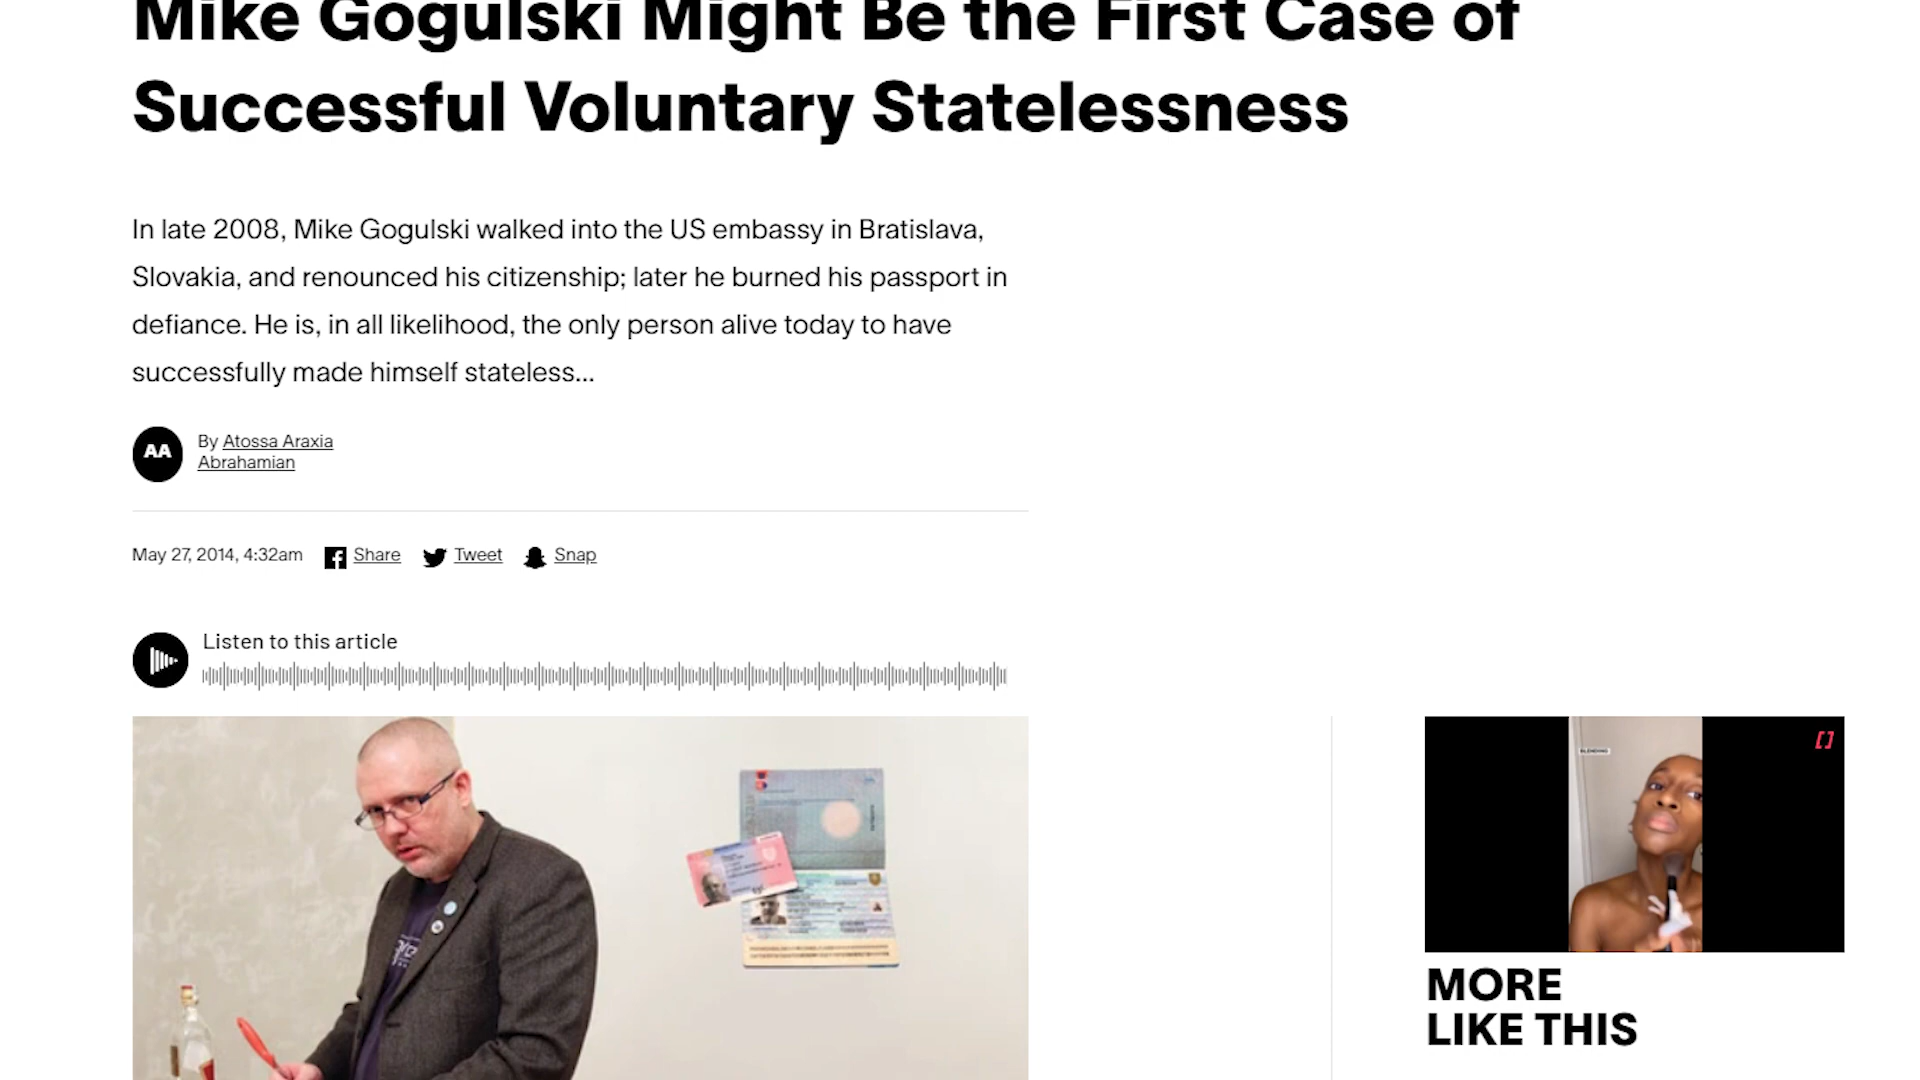 Mike Gogulski Might Be the First Case of
Successful Voluntary Statelessness
In late 2008, Mike Gogulski walked into the US embassy in Bratislava,
Slovakia, and renounced his citizenship; later he burned his passport in
defiance. He is, in all likelihood, the only person alive today to have
successfully made himself stateless...
AA
By Atossa Araxia
Abrahamian
May 27, 2014, 4:32am Share Tweet Snap
Listen to this article
BLENDING
MORE
LIKE THIS